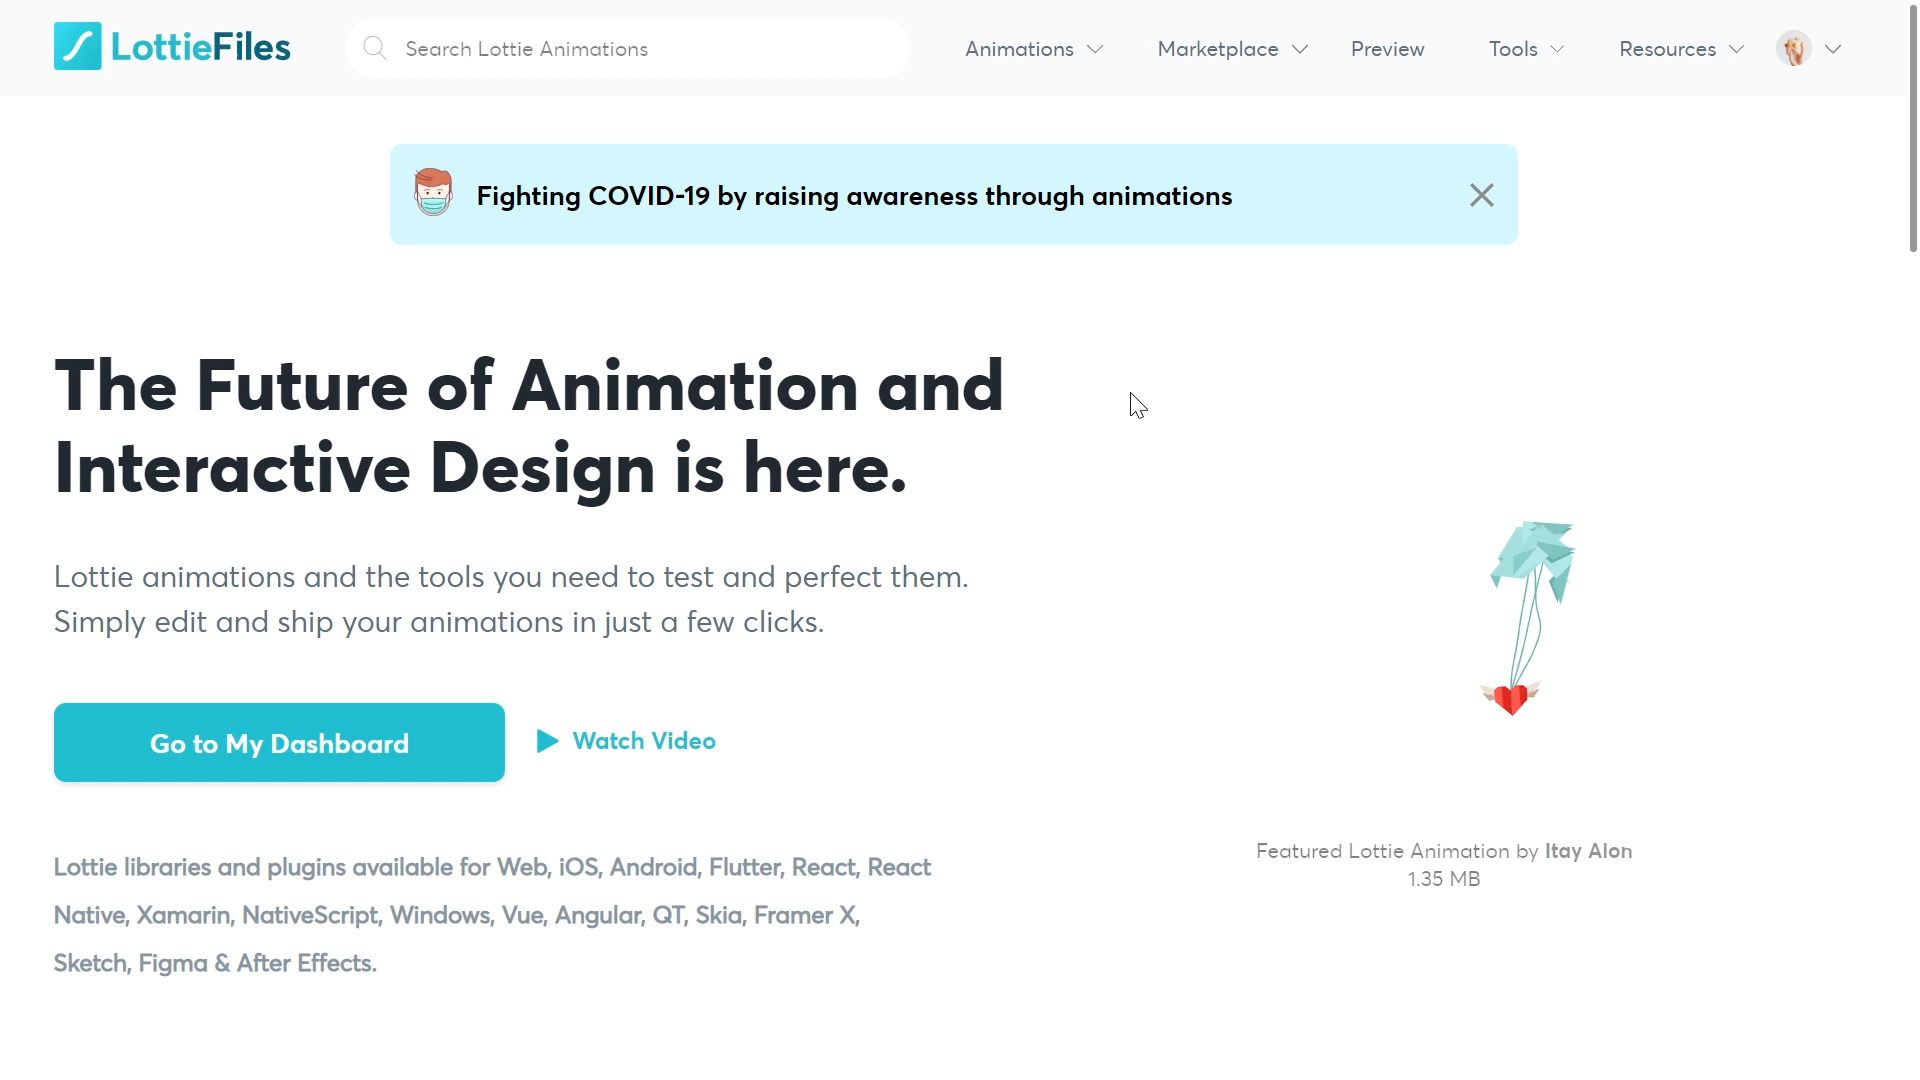 LottieFiles
Search Lottie Animations
Animations
Marketplace
Preview
Tools
Resources
Fighting COVID-19 by raising awareness through animations
The Future of Animation and
Interactive Design is here.
Lottie animations and the tools you need to test and perfect them.
Simply edit and ship your animations in just a few clicks.
Go to My Dashboard
Watch Video
Lottie libraries and plugins available for Web, iOS, Android, Flutter, React, React
Native, Xamarin, NativeScript, Windows, Vue, Angular, QT, Skia, Framer X,
Sketch, Figma & After Effects.
Featured Lottie Animation by Itay Alon
1.35 MB